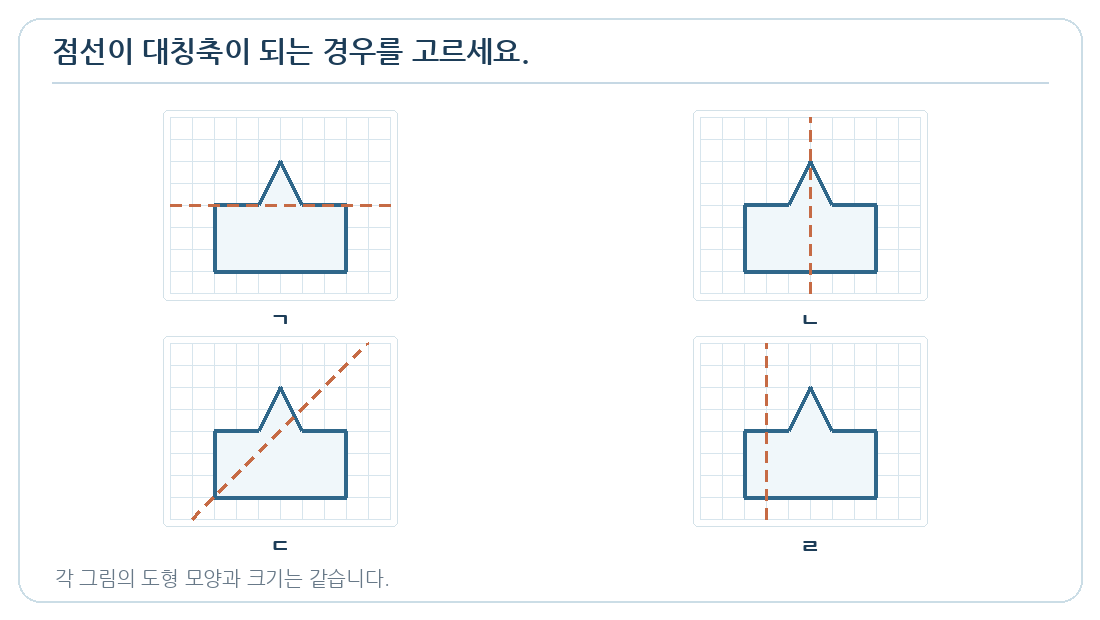 점선이 대칭축이 되는 경우를 고르세요.
ㄱ
ㄴ
ㄷ
ㄹ
각 그림의 도형 모양과 크기는 같습니다.